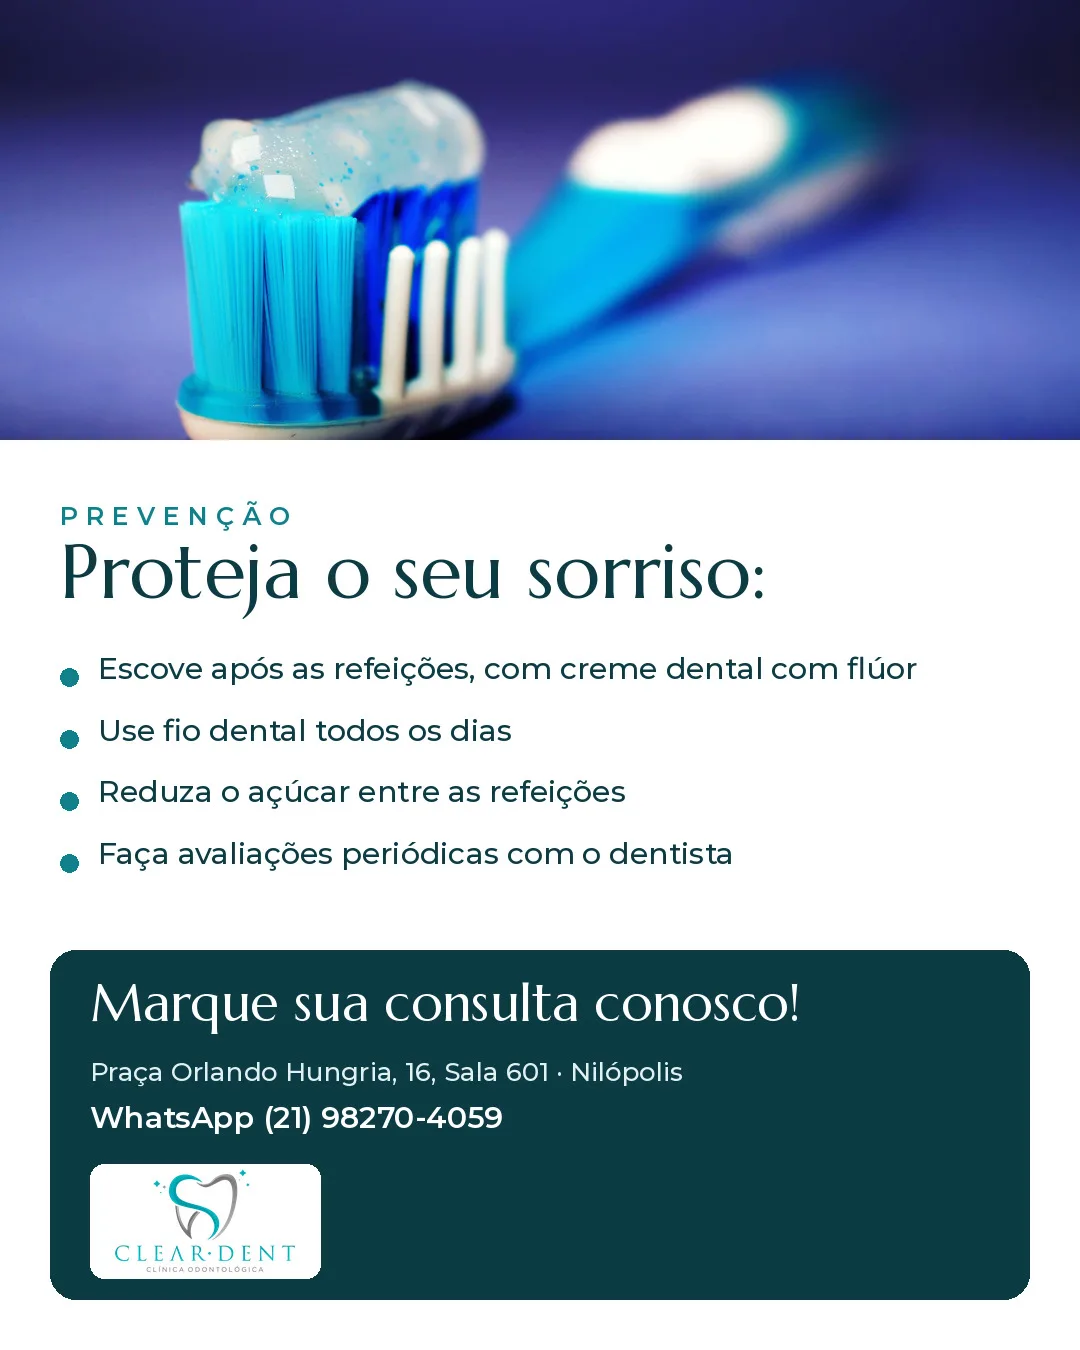 PREVENÇÃO
Proteja o seu sorriso:
Escove após as refeições, com creme dental com flúor
Use fio dental todos os dias
Reduza o açúcar entre as refeições
Faça avaliações periódicas com o dentista
Marque sua consulta conosco!
Praça Orlando Hungria, 16, Sala 601 · Nilópolis
WhatsApp (21) 98270-4059
CLEAR·DENT
CLÍNICA ODONTOLÓGICA